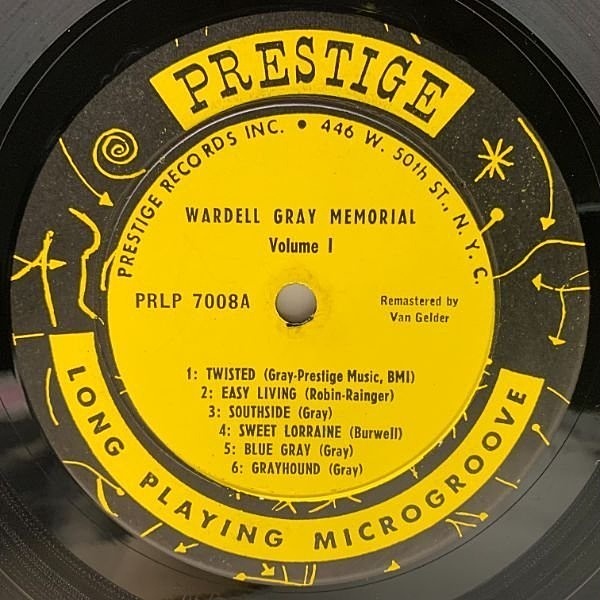 PRESTIGE
PRESTIGE RECORDS INC. • 446 W. 50th ST., N.Y.C.
WARDELL GRAY MEMORIAL
Volume I
PRLP 7008A
Remastered by
Van Gelder
1: TWISTED (Gray-Prestige Music, BMI)
2: EASY LIVING (Robin-Rainger)
3: SOUTHSIDE (Gray)
4: SWEET LORRAINE (Burwell)
5: BLUE GRAY (Gray)
6: GRAYHOUND (Gray)
LONG PLAYING MICROGROOVE